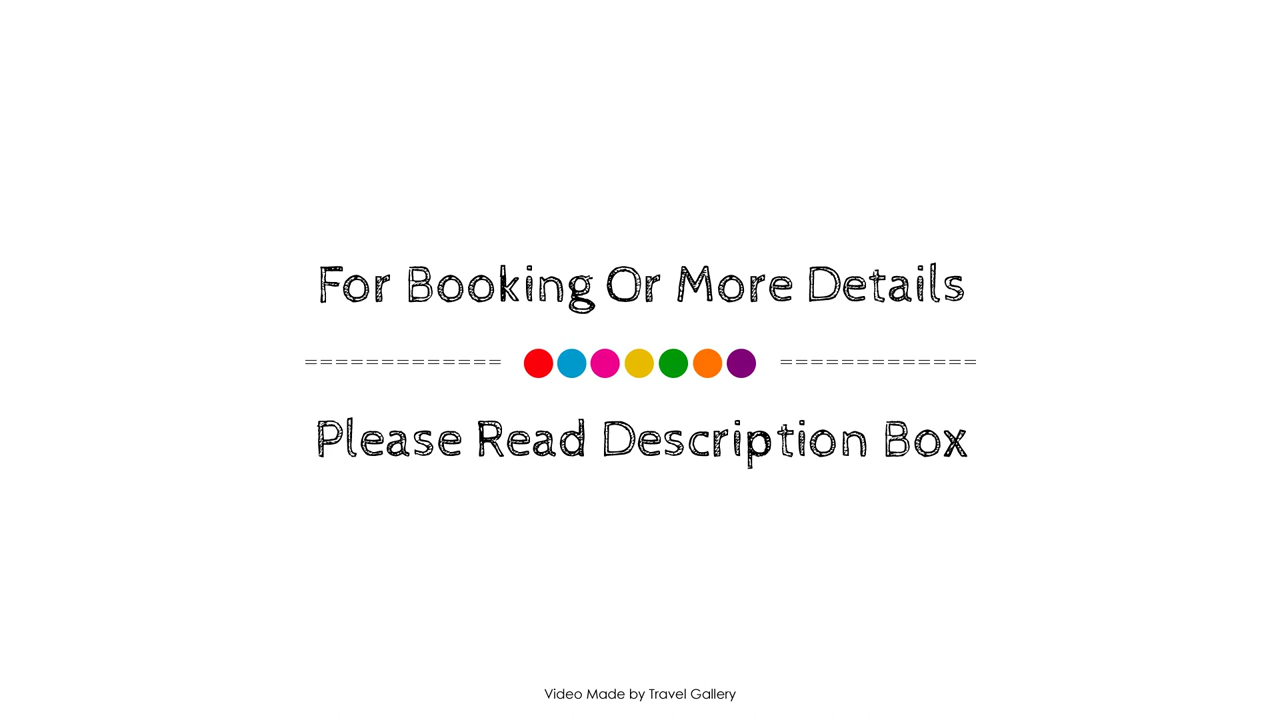 For Booking Or More Details
============= =============
Please Read Description Box
Video Made by Travel Gallery